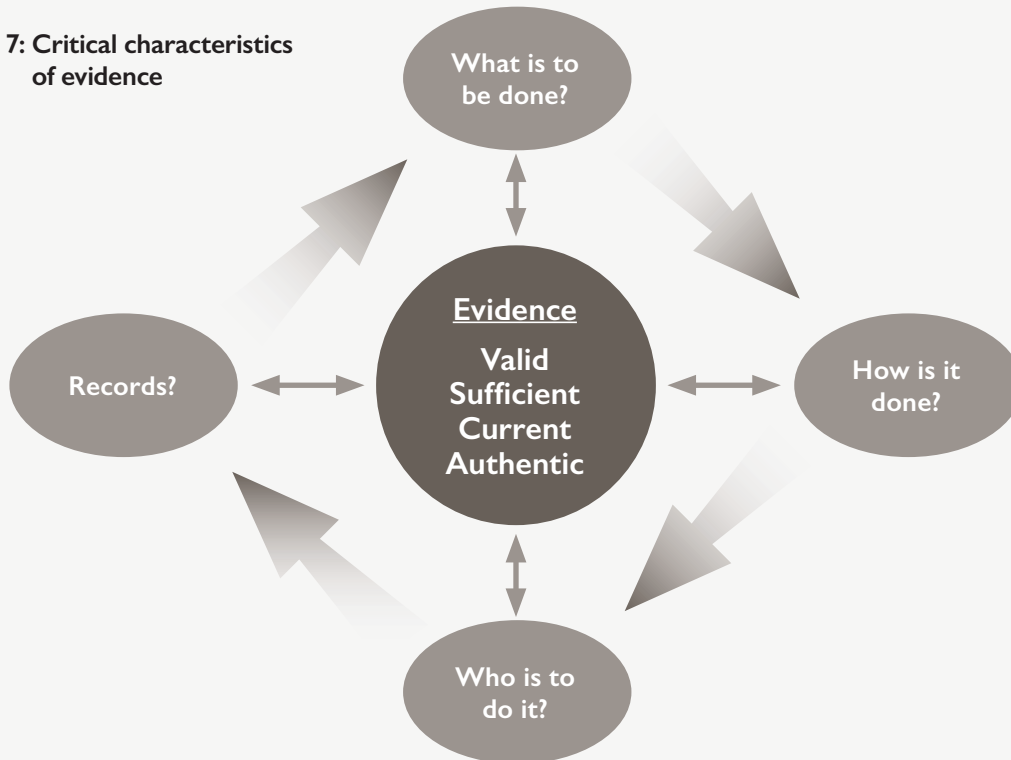 7: Critical characteristics
of evidence
What is to
be done?
Evidence
Valid
Sufficient
Current
Authentic
Records?
How is it
done?
Who is to
do it?